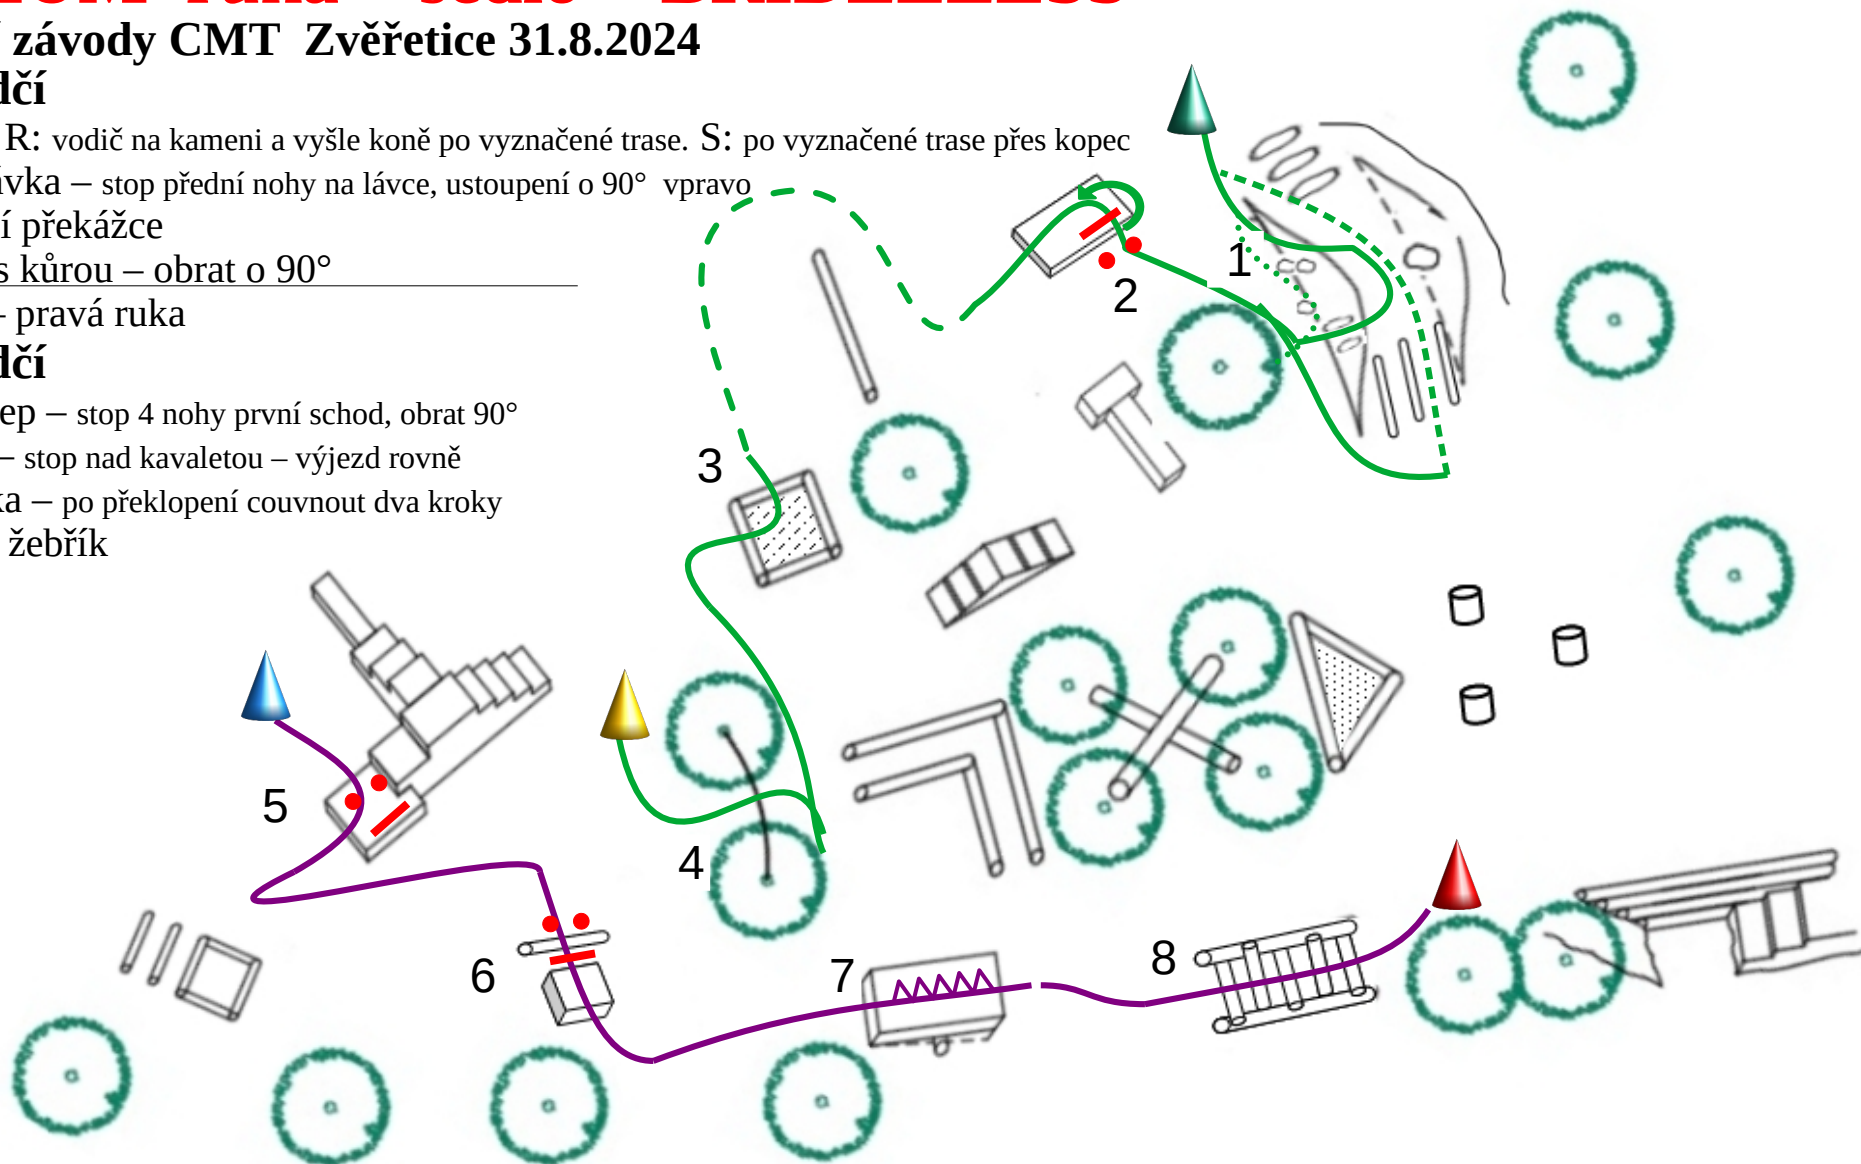 ruka – sedlo – BRIDELLESS
závody CMT Zvěřetice 31.8.2024
dčí
R: vodič na kameni a vyšle koně po vyznačené trase. S: po vyznačené trase přes kopec
ávka – stop přední nohy na lávce, ustoupení o 90° vpravo
í překážce
s kůrou – obrat o 90°
– pravá ruka
dčí
ep – stop 4 nohy první schod, obrat 90°
– stop nad kavaletou – výjezd rovně
ka – po překlopení couvnout dva kroky
žebřík
1
2
3
4
5
6
7
8